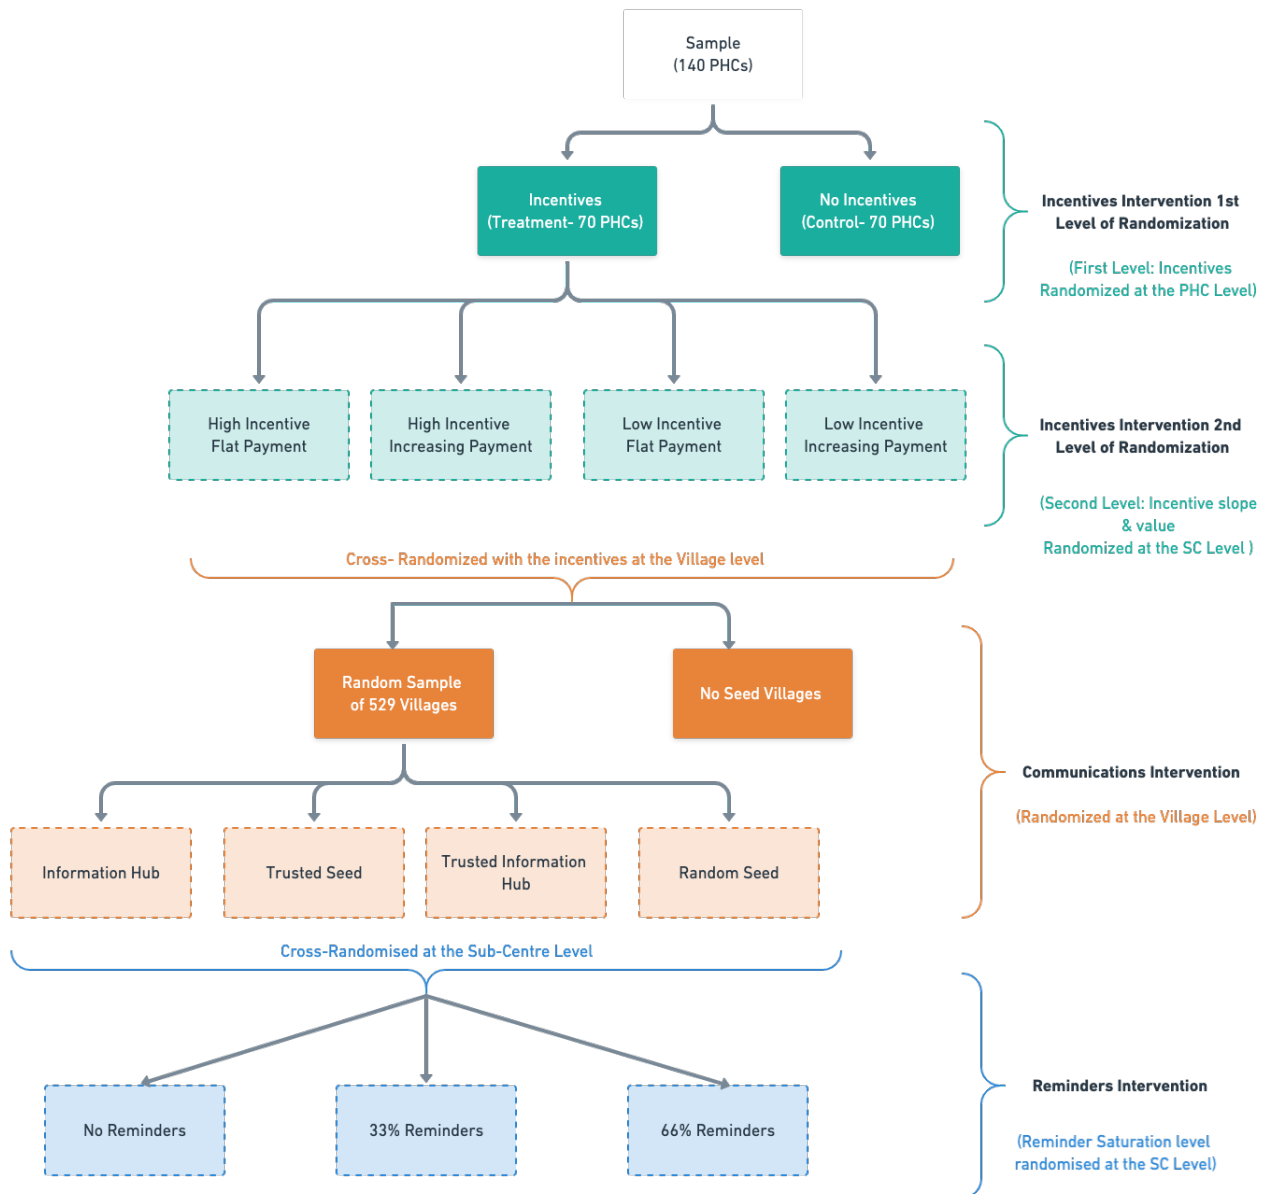 Sample
(140 PHCs)
Incentives
(Treatment- 70 PHCs)
No Incentives
(Control- 70 PHCs)
Incentives Intervention 1st
Level of Randomization
(First Level: Incentives
Randomized at the PHC Level)
High Incentive
Flat Payment
High Incentive
Increasing Payment
Low Incentive
Flat Payment
Low Incentive
Increasing Payment
Incentives Intervention 2nd
Level of Randomization
(Second Level: Incentive slope
& value
Randomized at the SC Level )
Cross- Randomized with the incentives at the Village level
Random Sample
of 529 Villages
No Seed Villages
Communications Intervention
(Randomized at the Village Level)
Information Hub
Trusted Seed
Trusted Information
Hub
Random Seed
Cross-Randomised at the Sub-Centre Level
No Reminders
33% Reminders
66% Reminders
Reminders Intervention
(Reminder Saturation level
randomised at the SC Level)